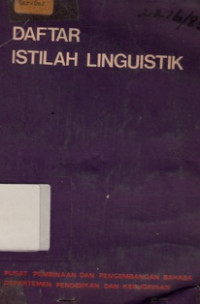 DAFTAR
ISTILAH LINGUISTIK
PUSAT PEMBINAAN DAN PENGEMBANGAN BAHASA
DEPARTEMEN PENDIDIKAN DAN KEBUDAYAAN